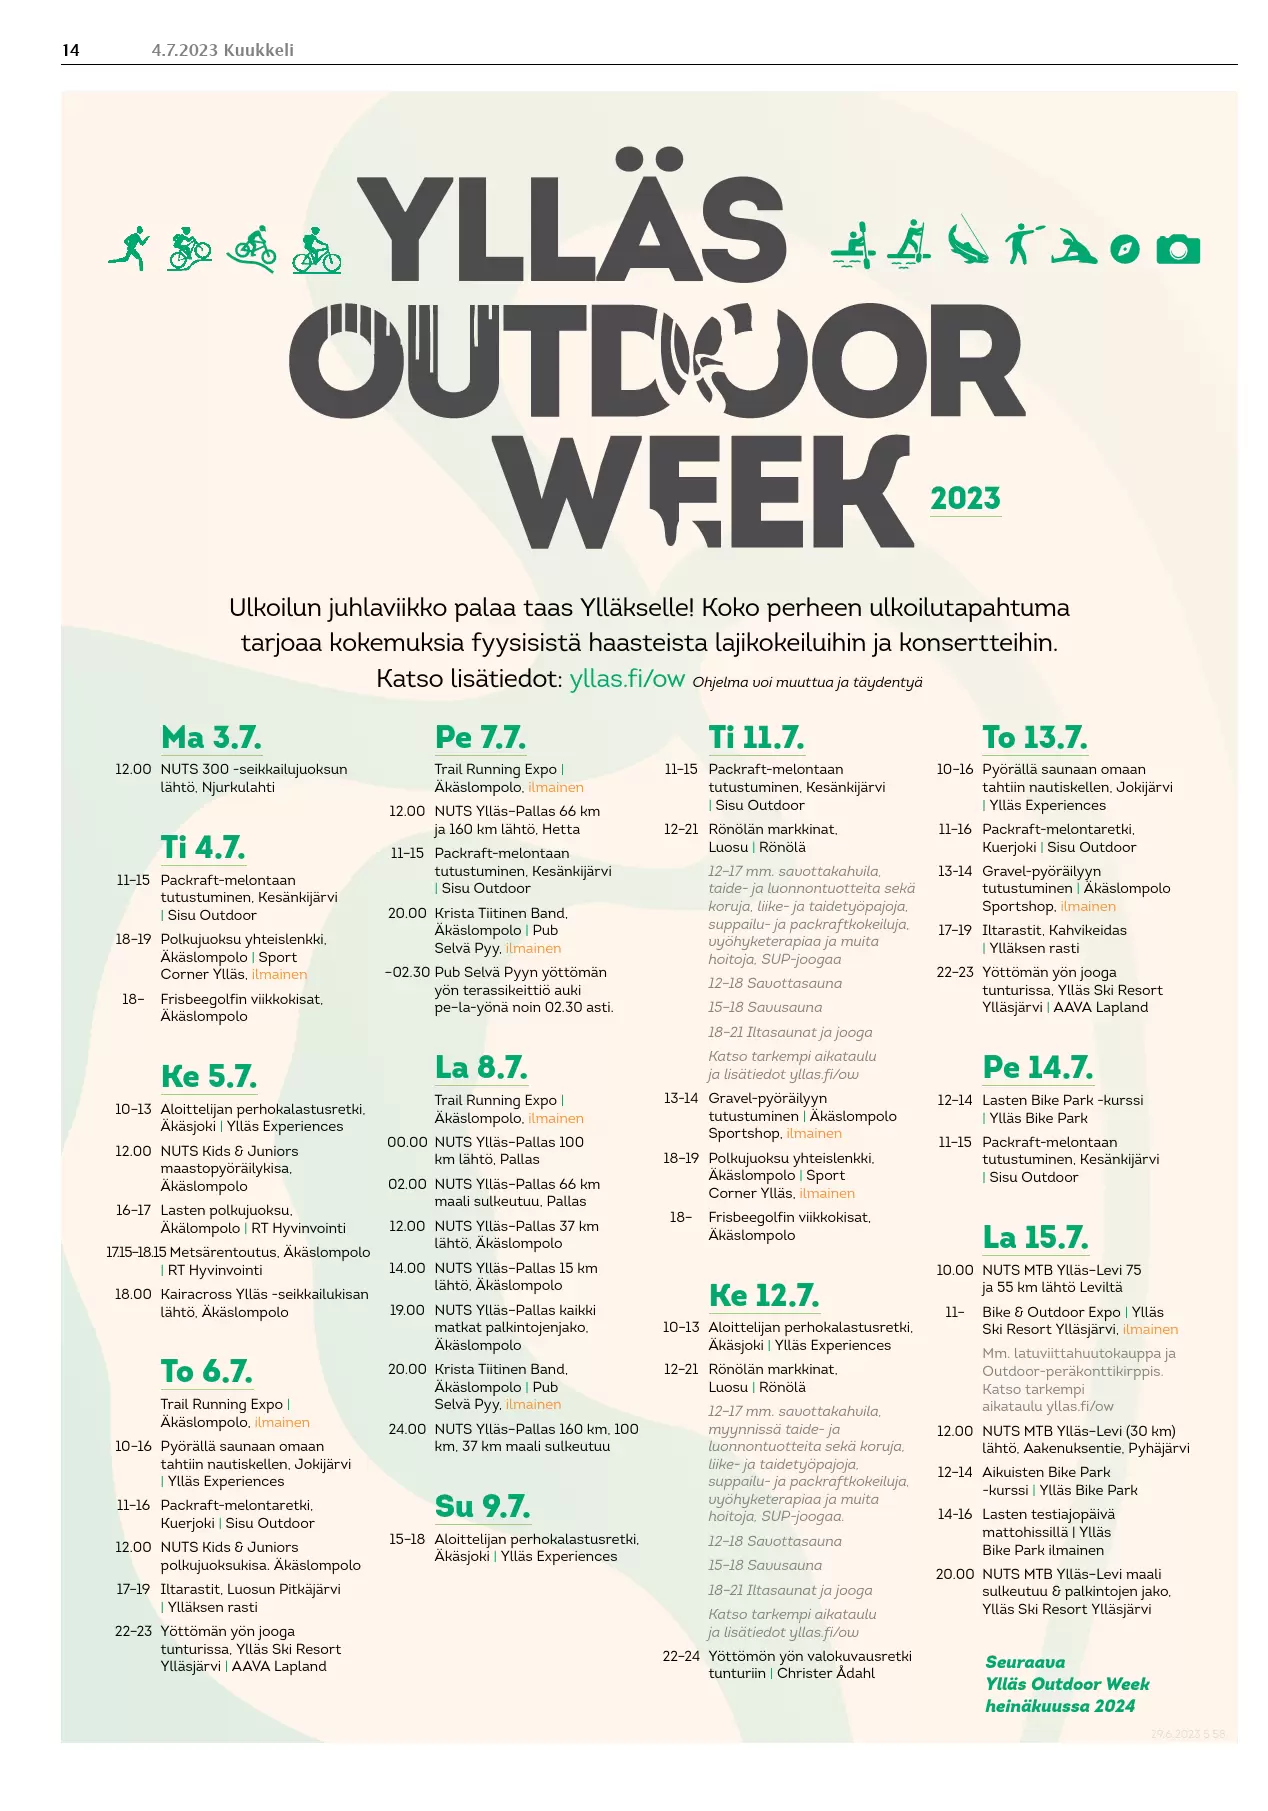 14
4.7.2023 Kuukkeli
YLLÄS
OUTDOOR
WEEK
2023
Ulkoilun juhlaviikko palaa taas Ylläkselle! Koko perheen ulkoilutapahtuma
tarjoaa kokemuksia fyysisistä haasteista lajikokeiluihin ja konsertteihin.
Katso lisätiedot: yllas.fi/ow Ohjelma voi muuttua ja täydentyä
Ma 3.7.
12.00 NUTS 300 -seikkailujuoksun
lähtö, Njurkulahti
Ti 4.7.
11–15 Packraft-melontaan
tutustuminen, Kesänkijärvi
| Sisu Outdoor
18–19 Polkujuoksu yhteislenkki,
Äkäslompolo | Sport
Corner Ylläs, ilmainen
18– Frisbeegolfin viikkokisat,
Äkäslompolo
Ke 5.7.
10–13 Aloittelijan perhokalastusretki,
Äkäsjoki | Ylläs Experiences
12.00 NUTS Kids & Juniors
maastopyöräilykisa,
Äkäslompolo
16–17 Lasten polkujuoksu,
Äkälompolo | RT Hyvinvointi
17.15–18.15 Metsärentoutus, Äkäslompolo
| RT Hyvinvointi
18.00 Kairacross Ylläs -seikkailukisan
lähtö, Äkäslompolo
To 6.7.
Trail Running Expo |
Äkäslompolo, ilmainen
10–16 Pyörällä saunaan omaan
tahtiin nautiskellen, Jokijärvi
| Ylläs Experiences
11–16 Packraft-melontaretki,
Kuerjoki | Sisu Outdoor
12.00 NUTS Kids & Juniors
polkujuoksukisa. Äkäslompolo
17–19 Iltarastit, Luosun Pitkäjärvi
| Ylläksen rasti
22–23 Yöttömän yön jooga
tunturissa, Ylläs Ski Resort
Ylläsjärvi | AAVA Lapland
Pe 7.7.
Trail Running Expo |
Äkäslompolo, ilmainen
12.00 NUTS Ylläs–Pallas 66 km
ja 160 km lähtö, Hetta
11–15 Packraft-melontaan
tutustuminen, Kesänkijärvi
| Sisu Outdoor
20.00 Krista Tiitinen Band,
Äkäslompolo | Pub
Selvä Pyy, ilmainen
–02.30 Pub Selvä Pyyn yöttömän
yön terassikeittiö auki
pe–la-yönä noin 02.30 asti.
La 8.7.
Trail Running Expo |
Äkäslompolo, ilmainen
00.00 NUTS Ylläs–Pallas 100
km lähtö, Pallas
02.00 NUTS Ylläs–Pallas 66 km
maali sulkeutuu, Pallas
12.00 NUTS Ylläs–Pallas 37 km
lähtö, Äkäslompolo
14.00 NUTS Ylläs–Pallas 15 km
lähtö, Äkäslompolo
19.00 NUTS Ylläs–Pallas kaikki
matkat palkintojenjako,
Äkäslompolo
20.00 Krista Tiitinen Band,
Äkäslompolo | Pub
Selvä Pyy, ilmainen
24.00 NUTS Ylläs–Pallas 160 km, 100
km, 37 km maali sulkeutuu
Su 9.7.
15–18 Aloittelijan perhokalastusretki,
Äkäsjoki | Ylläs Experiences
Ti 11.7.
11–15 Packraft-melontaan
tutustuminen, Kesänkijärvi
| Sisu Outdoor
12–21 Rönölän markkinat,
Luosu | Rönölä
12–17 mm. savottakahvila,
taide- ja luonnontuotteita sekä
koruja, liike- ja taidetyöpajoja,
suppailu- ja packraftkokeiluja,
vyöhyketerapiaa ja muita
hoitoja, SUP-joogaa
12–18 Savottasauna
15–18 Savusauna
18–21 Iltasaunat ja jooga
Katso tarkempi aikataulu
ja lisätiedot yllas.fi/ow
13-14 Gravel-pyöräilyyn
tutustuminen | Äkäslompolo
Sportshop, ilmainen
18–19 Polkujuoksu yhteislenkki,
Äkäslompolo | Sport
Corner Ylläs, ilmainen
18– Frisbeegolfin viikkokisat,
Äkäslompolo
Ke 12.7.
10–13 Aloittelijan perhokalastusretki,
Äkäsjoki | Ylläs Experiences
12–21 Rönölän markkinat,
Luosu | Rönölä
12–17 mm. savottakahvila,
myynnissä taide- ja
luonnontuotteita sekä koruja,
liike- ja taidetyöpajoja,
suppailu- ja packraftkokeiluja,
vyöhyketerapiaa ja muita
hoitoja, SUP-joogaa.
12–18 Savottasauna
15–18 Savusauna
18–21 Iltasaunat ja jooga
Katso tarkempi aikataulu
ja lisätiedot yllas.fi/ow
22–24 Yöttömön yön valokuvausretki
tunturiin | Christer Ådahl
To 13.7.
10–16 Pyörällä saunaan omaan
tahtiin nautiskellen, Jokijärvi
| Ylläs Experiences
11–16 Packraft-melontaretki,
Kuerjoki | Sisu Outdoor
13-14 Gravel-pyöräilyyn
tutustuminen | Äkäslompolo
Sportshop, ilmainen
17–19 Iltarastit, Kahvikeidas
| Ylläksen rasti
22–23 Yöttömän yön jooga
tunturissa, Ylläs Ski Resort
Ylläsjärvi | AAVA Lapland
Pe 14.7.
12–14 Lasten Bike Park -kurssi
| Ylläs Bike Park
11–15 Packraft-melontaan
tutustuminen, Kesänkijärvi
| Sisu Outdoor
La 15.7.
10.00 NUTS MTB Ylläs–Levi 75
ja 55 km lähtö Leviltä
11– Bike & Outdoor Expo | Ylläs
Ski Resort Ylläsjärvi, ilmainen
Mm. latuviittahuutokauppa ja
Outdoor-peräkonttikirppis.
Katso tarkempi
aikataulu yllas.fi/ow
12.00 NUTS MTB Ylläs–Levi (30 km)
lähtö, Aakenuksentie, Pyhäjärvi
12–14 Aikuisten Bike Park
-kurssi | Ylläs Bike Park
14-16 Lasten testiajopäivä
mattohissillä | Ylläs
Bike Park ilmainen
20.00 NUTS MTB Ylläs–Levi maali
sulkeutuu & palkintojen jako,
Ylläs Ski Resort Ylläsjärvi
Seuraava
Ylläs Outdoor Week
heinäkuussa 2024
29.6.2023 5.58